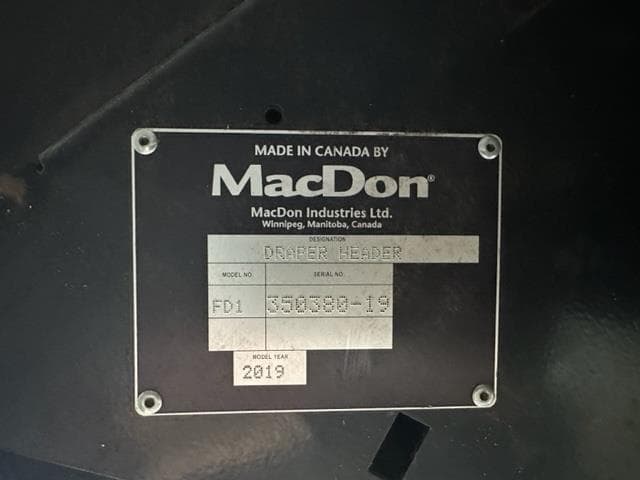 MADE IN CANADA BY
MacDon®
MacDon Industries Ltd.
Winnipeg, Manitoba, Canada
DESIGNATION
DRAPER HEADER
MODEL NO. SERIAL NO.
FD1 350380-19
MODEL YEAR
2019